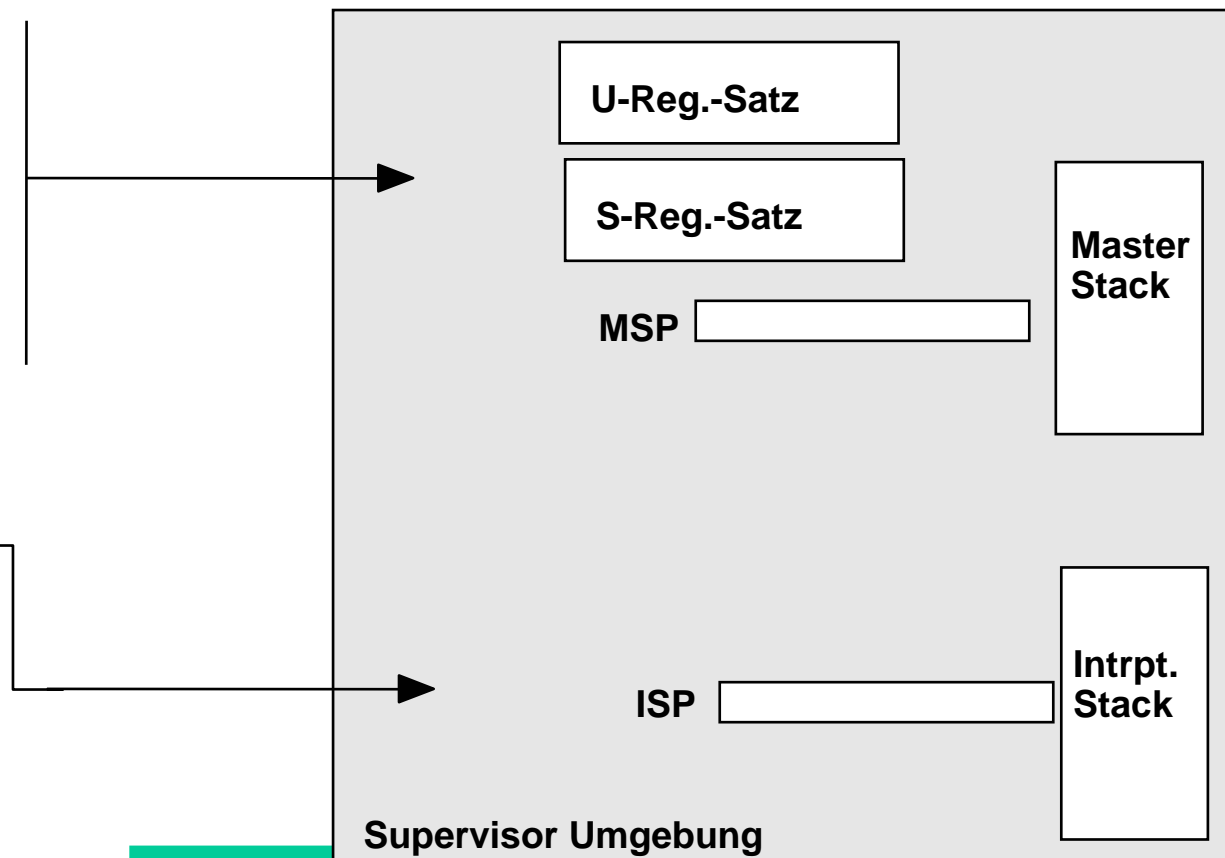 U-Reg.-Satz
S-Reg.-Satz
Master
Stack
MSP
Intrpt.
Stack
ISP
Supervisor Umgebung